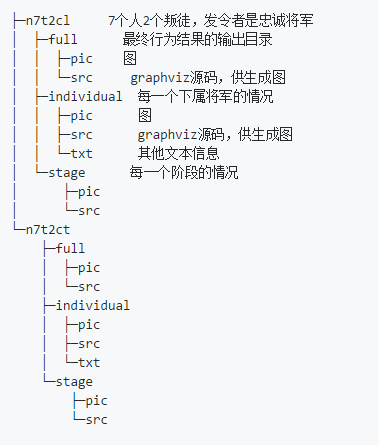 ├─n7t2cl     7个人2个叛徒，发令者是忠诚将军
│  ├─full      最终行为结果的输出目录
│  │  ├─pic    图
│  │  └─src     graphviz源码，供生成图
│  ├─individual  每一个下属将军的情况
│  │  ├─pic      图
│  │  ├─src      graphviz源码，供生成图
│  │  └─txt      其他文本信息
│  └─stage      每一个阶段的情况
│      ├─pic
│      └─src
└─n7t2ct
    ├─full
    │  ├─pic
    │  └─src
    ├─individual
    │  ├─pic
    │  ├─src
    │  └─txt
    └─stage
        ├─pic
        └─src